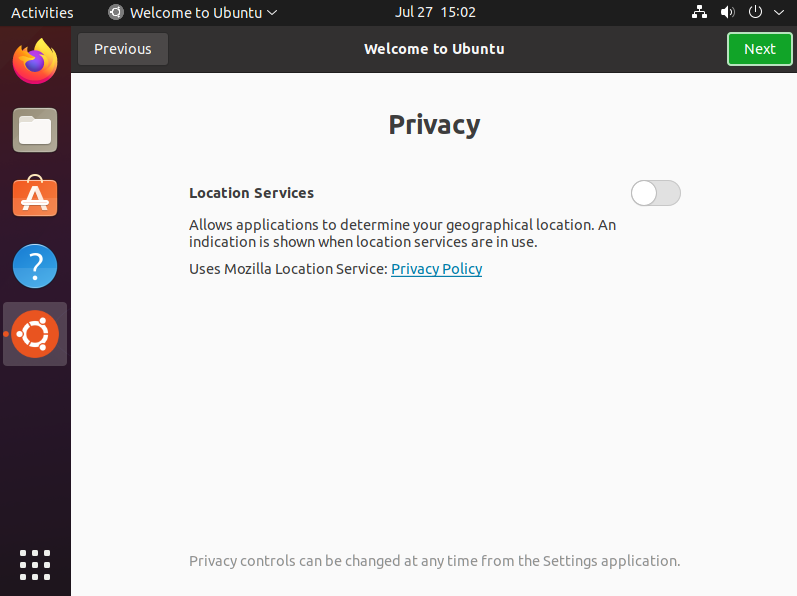 Activities
Welcome to Ubuntu
Jul 27 15:02
Previous
Welcome to Ubuntu
Next
Privacy
Location Services
Allows applications to determine your geographical location. An
indication is shown when location services are in use.
Uses Mozilla Location Service: Privacy Policy
Privacy controls can be changed at any time from the Settings application.